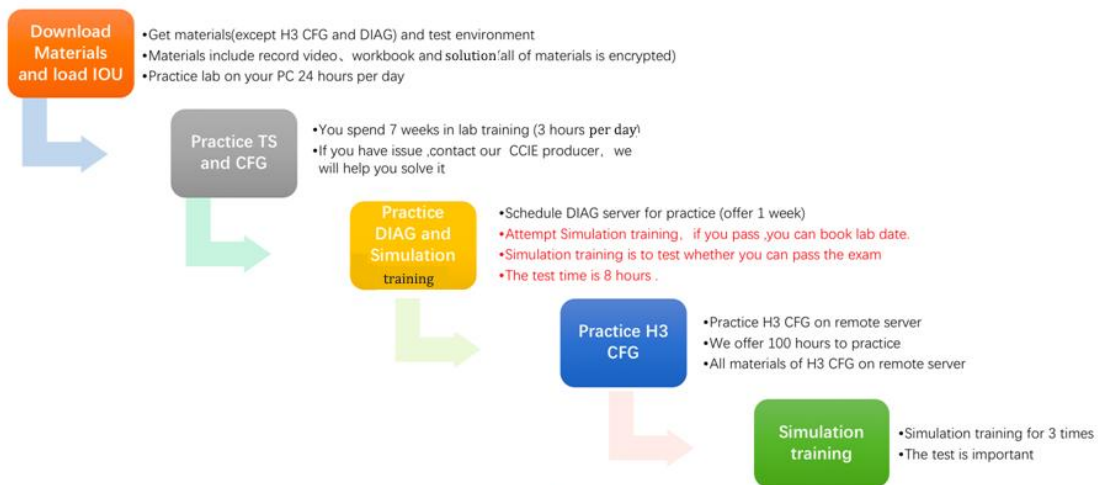 Download
Materials
and load IOU
•Get materials(except H3 CFG and DIAG) and test environment
•Materials include record video、workbook and solution(all of materials is encrypted)
•Practice lab on your PC 24 hours per day
Practice TS
and CFG
•You spend 7 weeks in lab training (3 hours per day)
•If you have issue ,contact our CCIE producer，we
will help you solve it
Practice
DIAG and
Simulation
training
•Schedule DIAG server for practice (offer 1 week)
•Attempt Simulation training，if you pass ,you can book lab date.
•Simulation training is to test whether you can pass the exam
•The test time is 8 hours .
Practice H3
CFG
•Practice H3 CFG on remote server
•We offer 100 hours to practice
•All materials of H3 CFG on remote server
Simulation
training
•Simulation training for 3 times
•The test is important